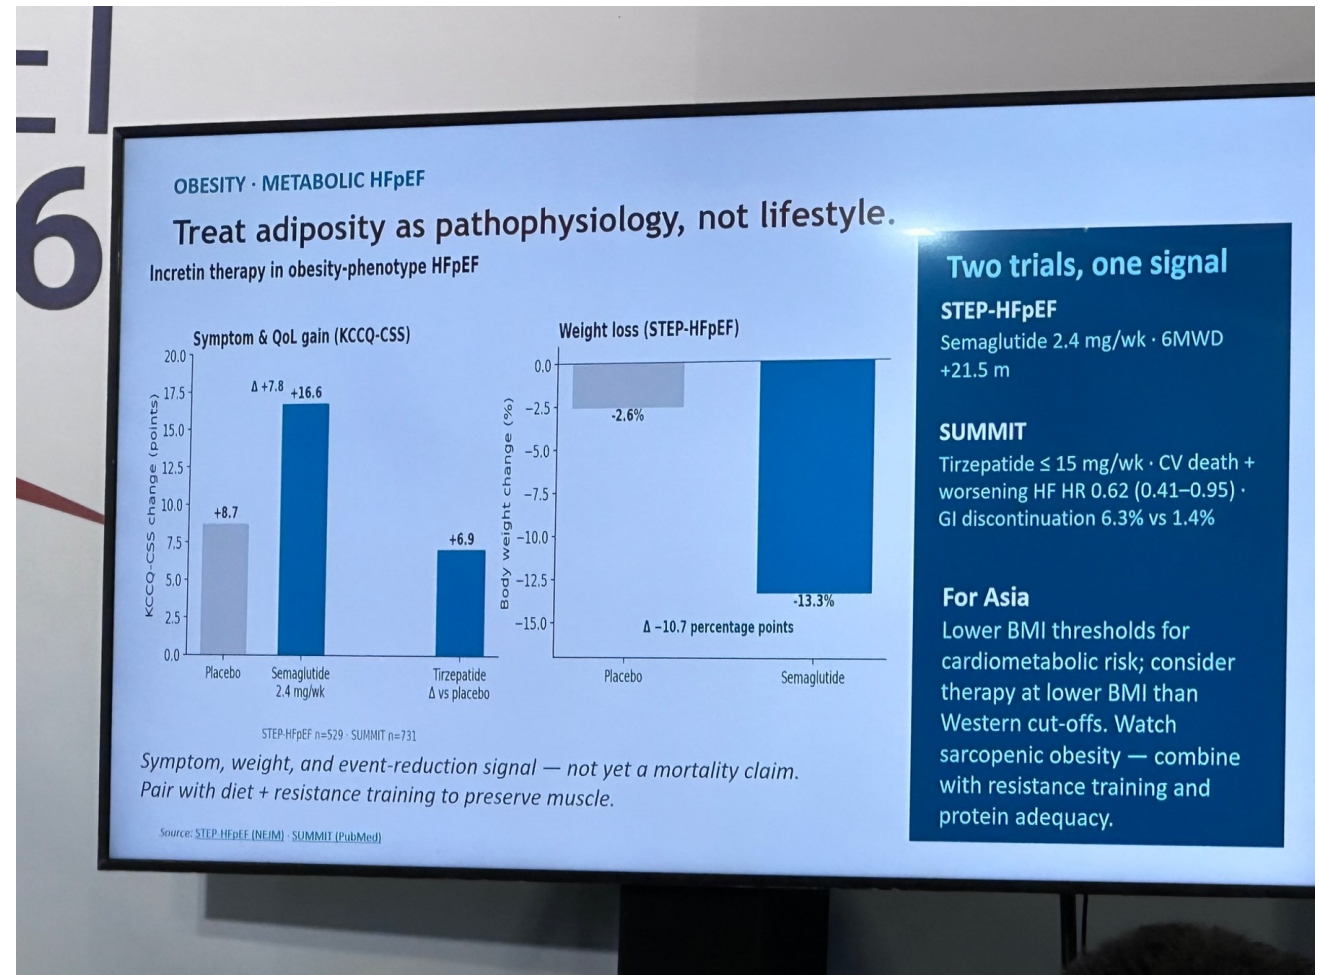 OBESITY · METABOLIC HFpEF
Treat adiposity as pathophysiology, not lifestyle.
Incretin therapy in obesity-phenotype HFpEF
Symptom & QoL gain (KCCQ-CSS)
KCCQ-CSS change (points)
20.0
17.5
15.0
12.5
10.0
7.5
5.0
2.5
0.0
Δ +7.8
+16.6
+8.7
+6.9
Placebo
Semaglutide
2.4 mg/wk
Tirzepatide
Δ vs placebo
STEP-HFpEF n=529 · SUMMIT n=731
Weight loss (STEP-HFpEF)
Body weight change (%)
0.0
−2.5
−5.0
−7.5
−10.0
−12.5
−15.0
-2.6%
-13.3%
Δ −10.7 percentage points
Placebo
Semaglutide
Symptom, weight, and event-reduction signal — not yet a mortality claim.
Pair with diet + resistance training to preserve muscle.
Source: STEP-HFpEF (NEJM) · SUMMIT (PubMed)
Two trials, one signal
STEP-HFpEF
Semaglutide 2.4 mg/wk · 6MWD
+21.5 m
SUMMIT
Tirzepatide ≤ 15 mg/wk · CV death +
worsening HF HR 0.62 (0.41–0.95) ·
GI discontinuation 6.3% vs 1.4%
For Asia
Lower BMI thresholds for
cardiometabolic risk; consider
therapy at lower BMI than
Western cut-offs. Watch
sarcopenic obesity — combine
with resistance training and
protein adequacy.
6